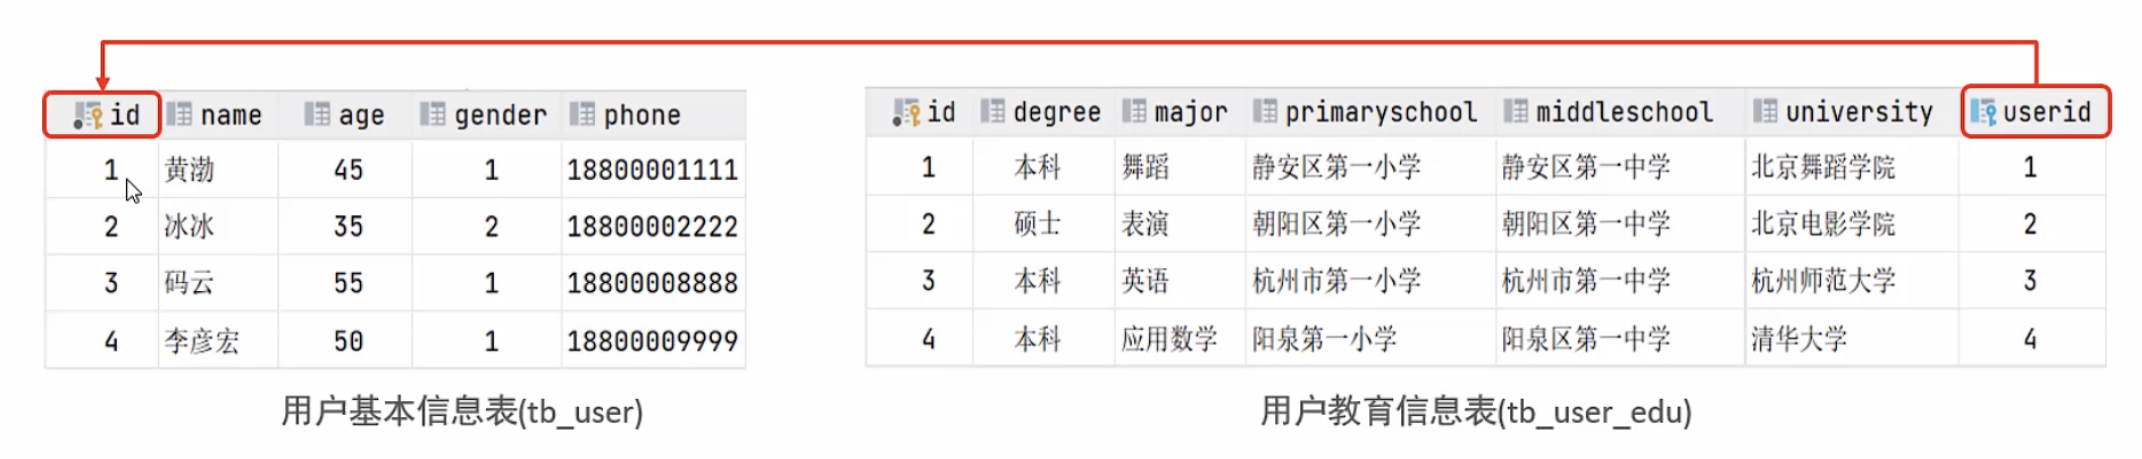 id name age gender phone
1 黄渤 45 1 18800001111
2 冰冰 35 2 18800002222
3 码云 55 1 18800008888
4 李彦宏 50 1 18800009999
用户基本信息表(tb_user)
id degree major primaryschool middleschool university userid
1 本科 舞蹈 静安区第一小学 静安区第一中学 北京舞蹈学院 1
2 硕士 表演 朝阳区第一小学 朝阳区第一中学 北京电影学院 2
3 本科 英语 杭州市第一小学 杭州市第一中学 杭州师范大学 3
4 本科 应用数学 阳泉第一小学 阳泉区第一中学 清华大学 4
用户教育信息表(tb_user_edu)